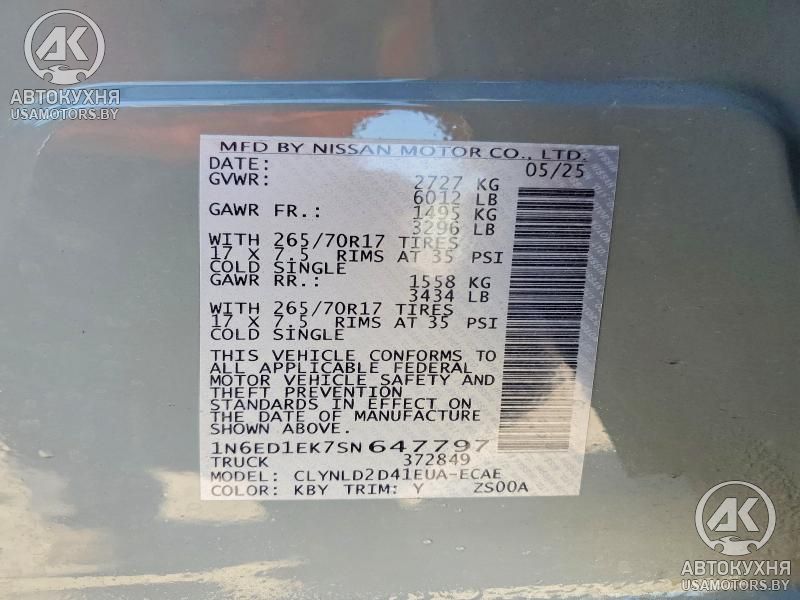 AK
АВТОКУХНЯ
USAMOTORS.BY
MFD BY NISSAN MOTOR CO., LTD.
DATE: 05/25
GVWR: 2727 KG
6012 LB
GAWR FR.: 1495 KG
3296 LB
WITH 265/70R17 TIRES
17 X 7.5 RIMS AT 35 PSI
COLD SINGLE
GAWR RR.: 1558 KG
3434 LB
WITH 265/70R17 TIRES
17 X 7.5 RIMS AT 35 PSI
COLD SINGLE
THIS VEHICLE CONFORMS TO
ALL APPLICABLE FEDERAL
MOTOR VEHICLE SAFETY AND
THEFT PREVENTION
STANDARDS IN EFFECT ON
THE DATE OF MANUFACTURE
SHOWN ABOVE.
1N6ED1EK7SN647797
TRUCK 372849
MODEL: CLYNLD2D41EUA-ECAE
COLOR: KBY TRIM: Y ZS00A
AK
АВТОКУХНЯ
USAMOTORS.BY